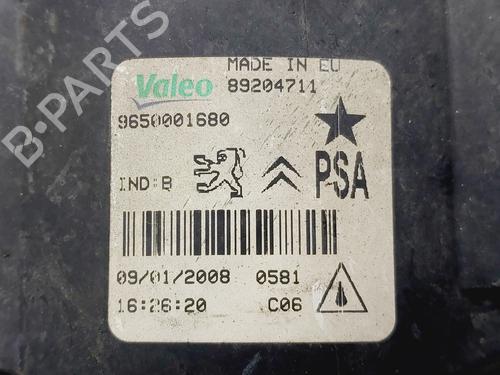 MADE IN EU
Valeo 89204711
9650001680
IND:B PSA
09/01/2008 0581
16:26:20 C06
B-PARTS